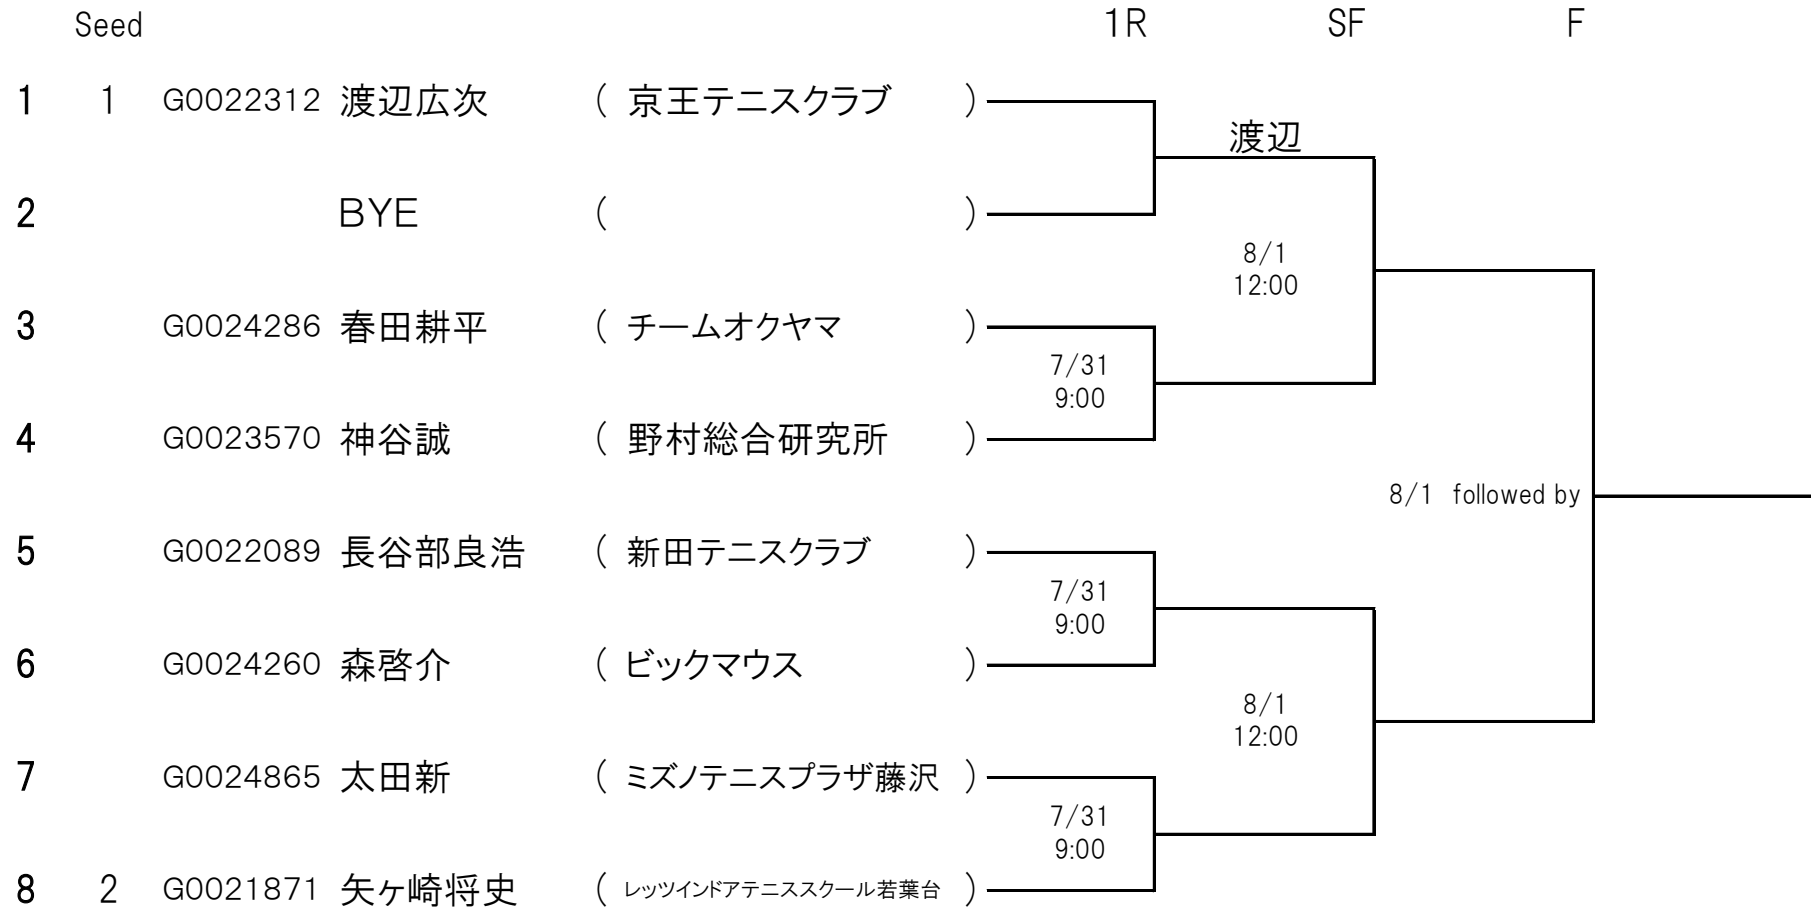 Seed 1R SF F
1 1 G0022312 渡辺広次 ( 京王テニスクラブ )
渡辺
2 BYE ( )
8/1
12:00
3 G0024286 春田耕平 ( チームオクヤマ )
7/31
9:00
4 G0023570 神谷誠 ( 野村総合研究所 )
8/1 followed by
5 G0022089 長谷部良浩 ( 新田テニスクラブ )
7/31
9:00
6 G0024260 森啓介 ( ビックマウス )
8/1
12:00
7 G0024865 太田新 ( ミズノテニスプラザ藤沢 )
7/31
9:00
8 2 G0021871 矢ヶ崎将史 ( レッツインドアテニススクール若葉台 )